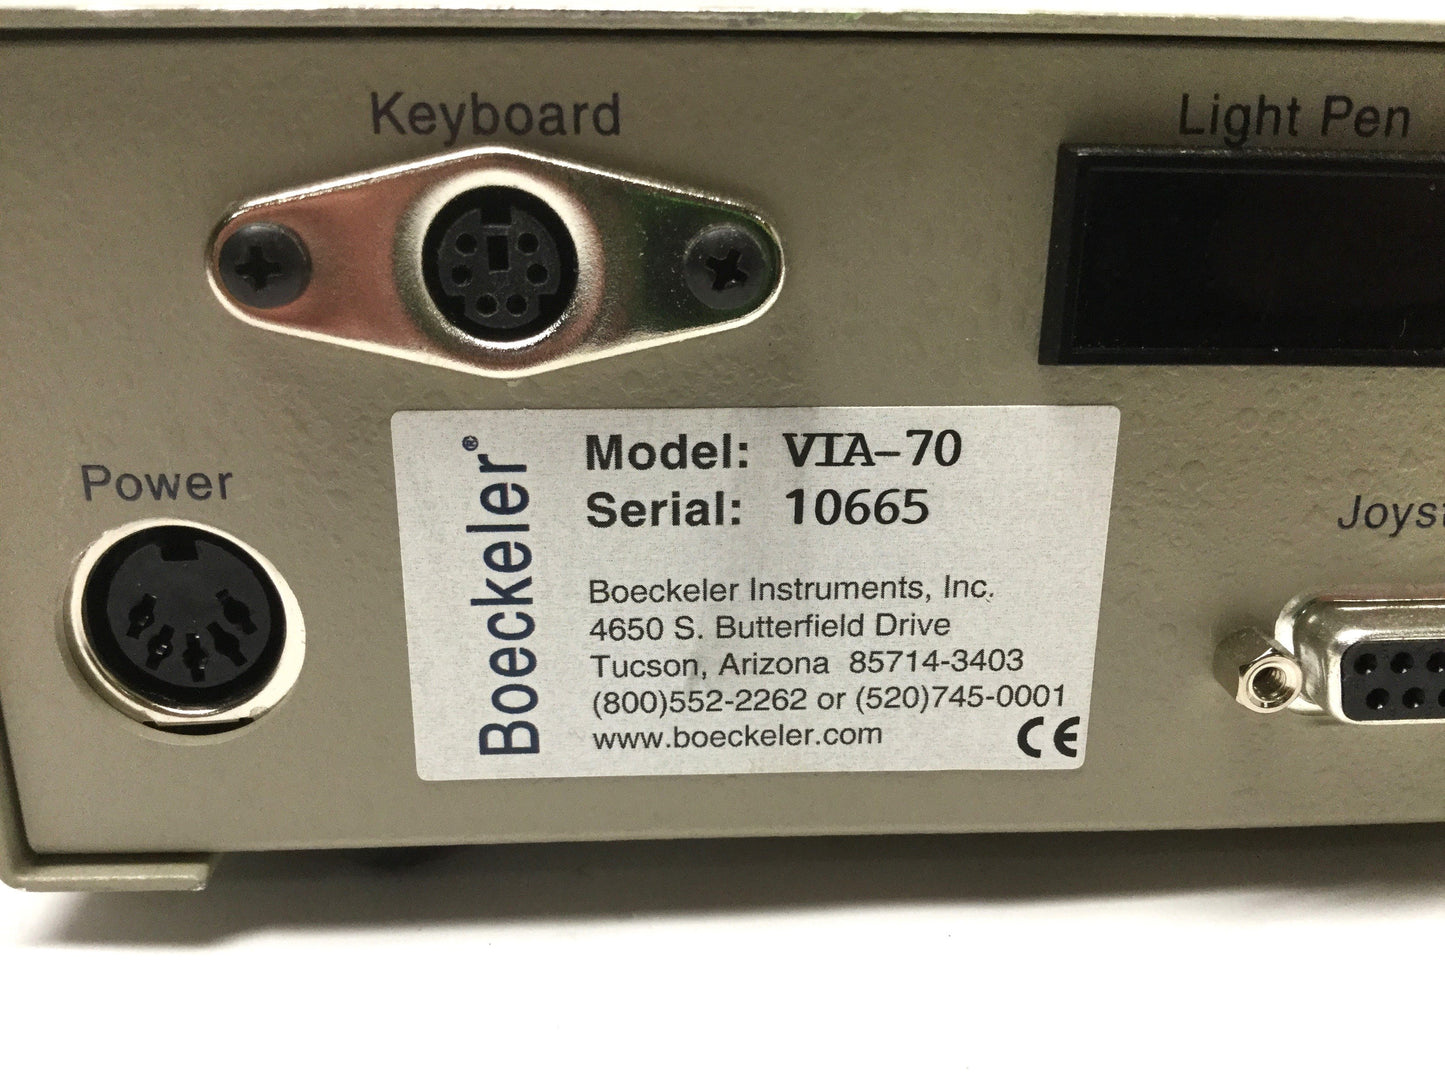 Keyboard
Light Pen
Power
Boeckeler®
Model: VIA-70
Serial: 10665
Boeckeler Instruments, Inc.
4650 S. Butterfield Drive
Tucson, Arizona 85714-3403
(800)552-2262 or (520)745-0001
www.boeckeler.com
CE